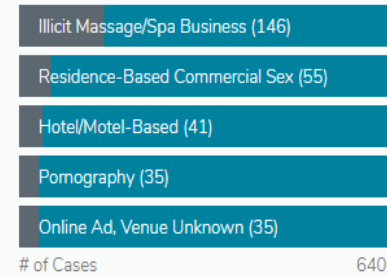 Illicit Massage/Spa Business (146)
Residence-Based Commercial Sex (55)
Hotel/Motel-Based (41)
Pornography (35)
Online Ad, Venue Unknown (35)
# of Cases 640